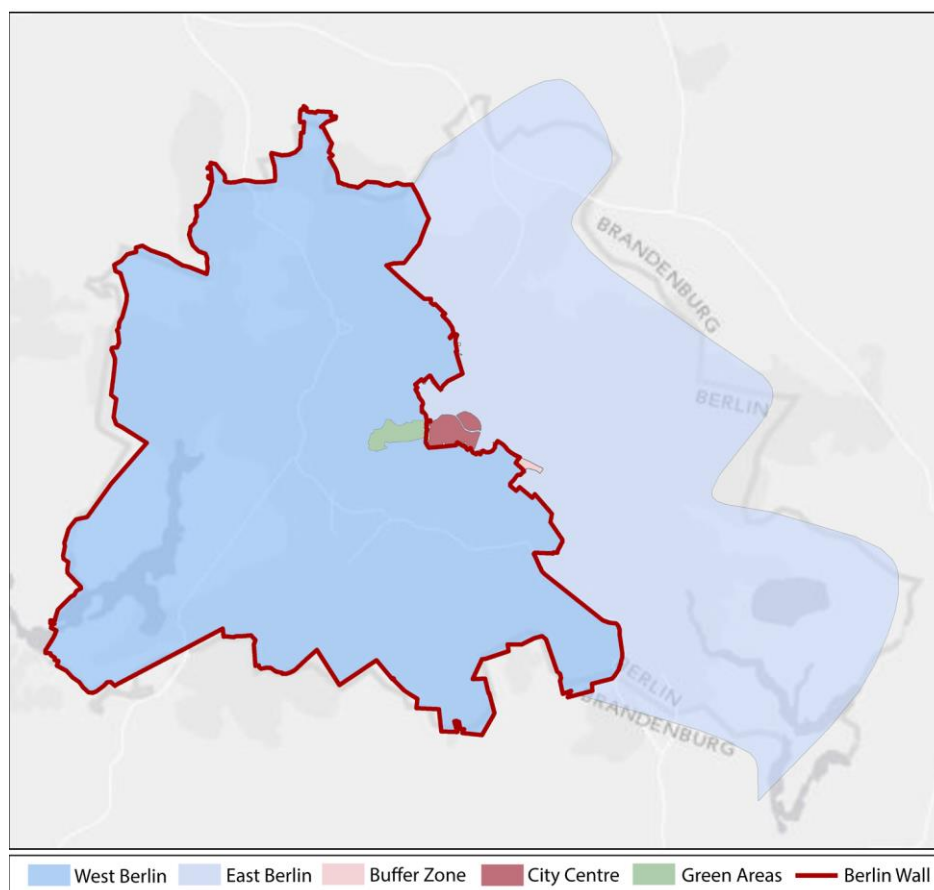 BRANDENBURG
BERLIN
BERLIN
BRANDENBURG
West Berlin
East Berlin
Buffer Zone
City Centre
Green Areas
Berlin Wall